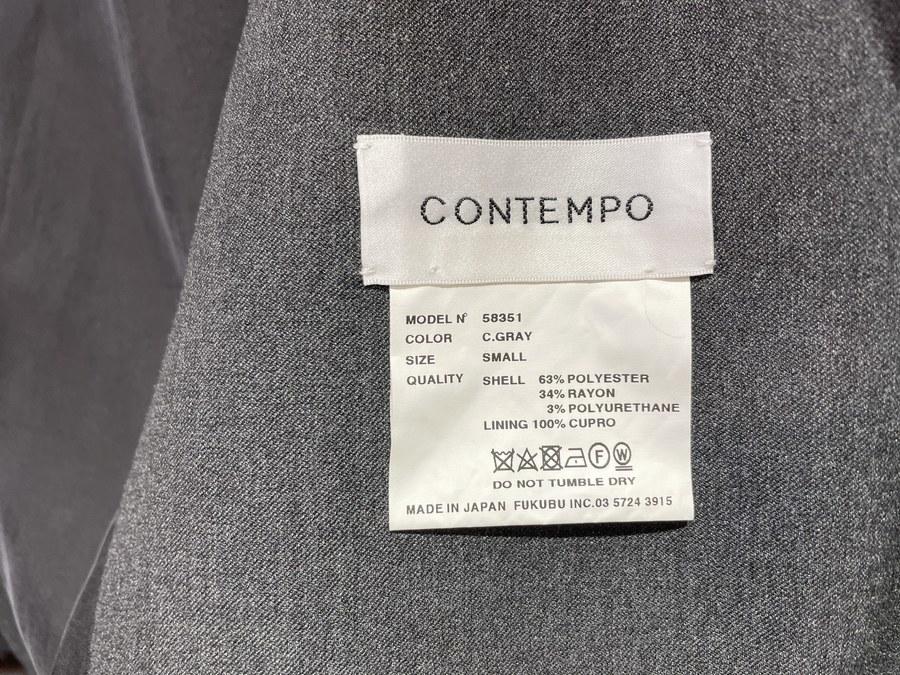 CONTEMPO
MODEL Nº 58351
COLOR C.GRAY
SIZE SMALL
QUALITY SHELL 63% POLYESTER
34% RAYON
3% POLYURETHANE
LINING 100% CUPRO
F W
DO NOT TUMBLE DRY
MADE IN JAPAN FUKUBU INC.03 5724 3915